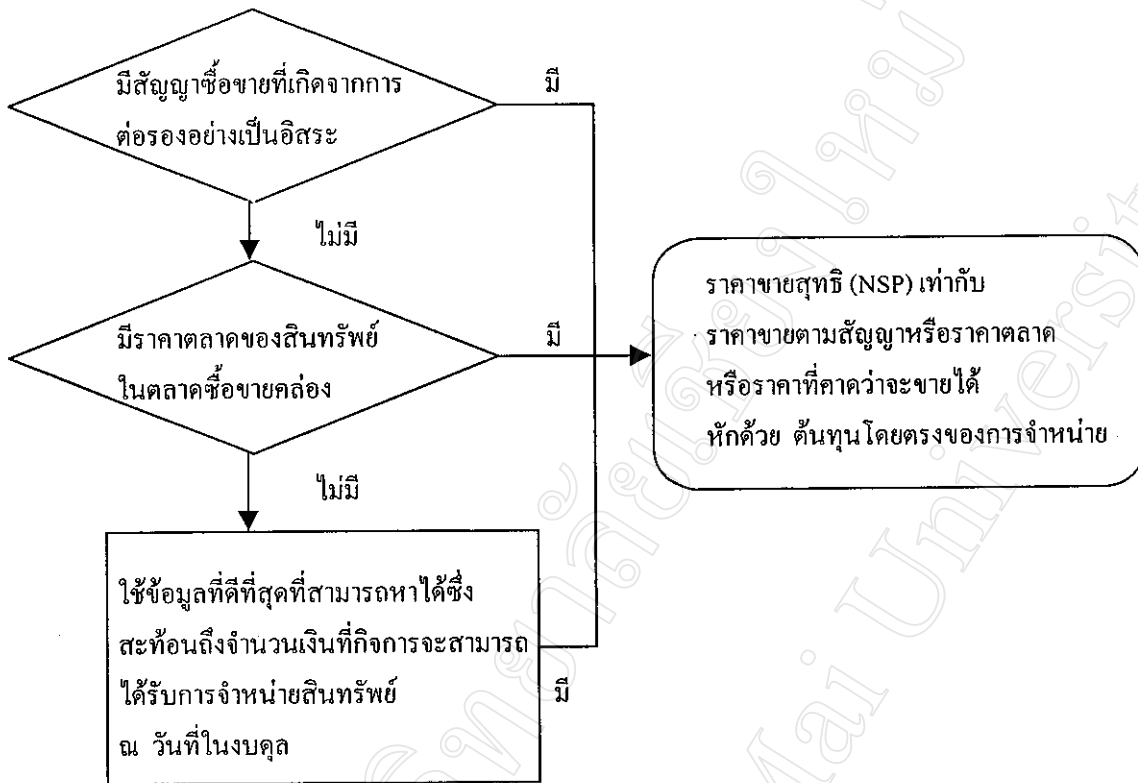 มีสัญญาซื้อขายที่เกิดจากการ
ต่อรองอย่างเป็นอิสระ
มี
ไม่มี
มีราคาตลาดของสินทรัพย์
ในตลาดซื้อขายคล่อง
มี
ไม่มี
ราคาขายสุทธิ (NSP) เท่ากับ
ราคาขายตามสัญญาหรือราคาตลาด
หรือราคาที่คาดว่าจะขายได้
หักด้วย ต้นทุนโดยตรงของการจำหน่าย
ใช้ข้อมูลที่ดีที่สุดที่สามารถหาได้ซึ่ง
สะท้อนถึงจำนวนเงินที่กิจการจะสามารถ
ได้รับการจำหน่ายสินทรัพย์
ณ วันที่ในงบดุล
มี